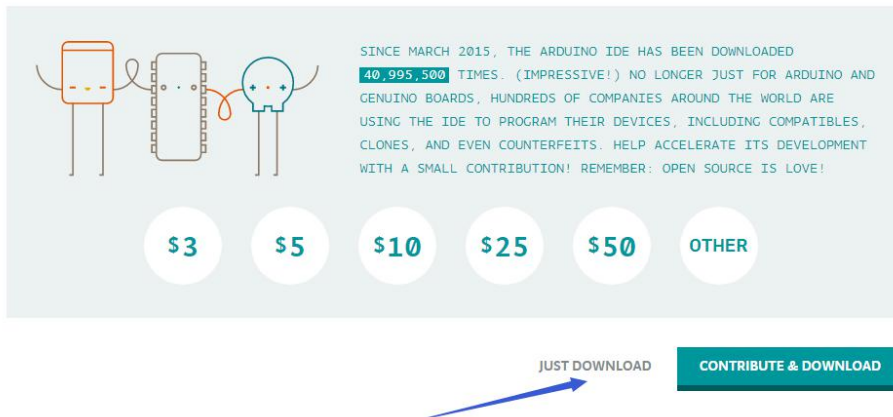 SINCE MARCH 2015, THE ARDUINO IDE HAS BEEN DOWNLOADED
40,995,500 TIMES. (IMPRESSIVE!) NO LONGER JUST FOR ARDUINO AND
GENUINO BOARDS, HUNDREDS OF COMPANIES AROUND THE WORLD ARE
USING THE IDE TO PROGRAM THEIR DEVICES, INCLUDING COMPATIBLES,
CLONES, AND EVEN COUNTERFEITS. HELP ACCELERATE ITS DEVELOPMENT
WITH A SMALL CONTRIBUTION! REMEMBER: OPEN SOURCE IS LOVE!
$3 $5 $10 $25 $50 OTHER
JUST DOWNLOAD CONTRIBUTE & DOWNLOAD